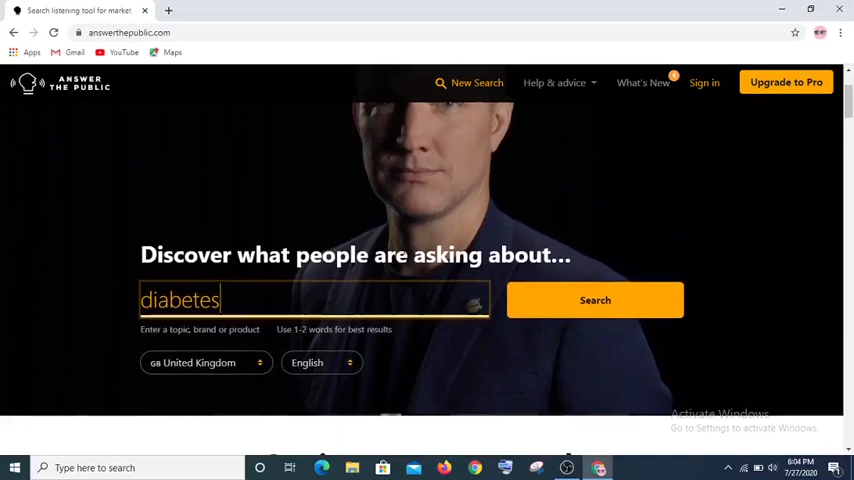 Search listening tool for market.
answerthepublic.com
Apps Gmail YouTube Maps
ANSWER
THE PUBLIC
New Search Help & advice What's New 1 Sign in Upgrade to Pro
Discover what people are asking about...
diabetes
Search
Enter a topic, brand or product Use 1-2 words for best results
GB United Kingdom English
Activate Windows
Go to Settings to activate Windows.
Type here to search
6:04 PM
7/27/2020